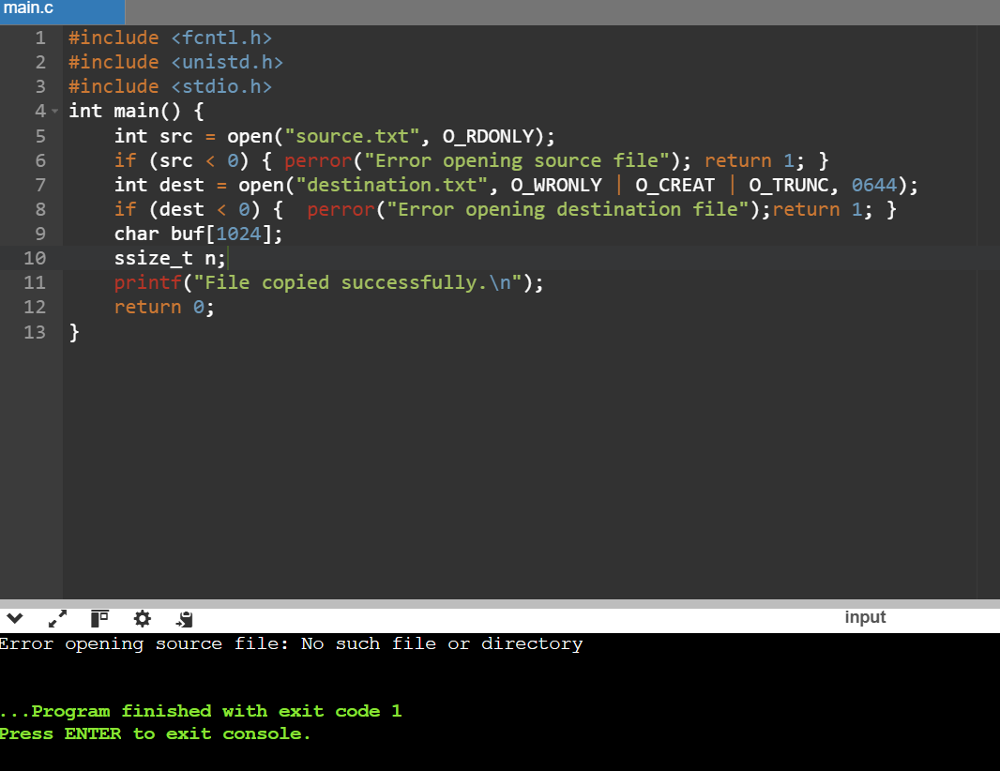 main.c
1 #include <fcntl.h>
2 #include <unistd.h>
3 #include <stdio.h>
4 int main() {
5     int src = open("source.txt", O_RDONLY);
6     if (src < 0) { perror("Error opening source file"); return 1; }
7     int dest = open("destination.txt", O_WRONLY | O_CREAT | O_TRUNC, 0644);
8     if (dest < 0) {  perror("Error opening destination file");return 1; }
9     char buf[1024];
10     ssize_t n;
11     printf("File copied successfully.\n");
12     return 0;
13 }
input
Error opening source file: No such file or directory
...Program finished with exit code 1
Press ENTER to exit console.